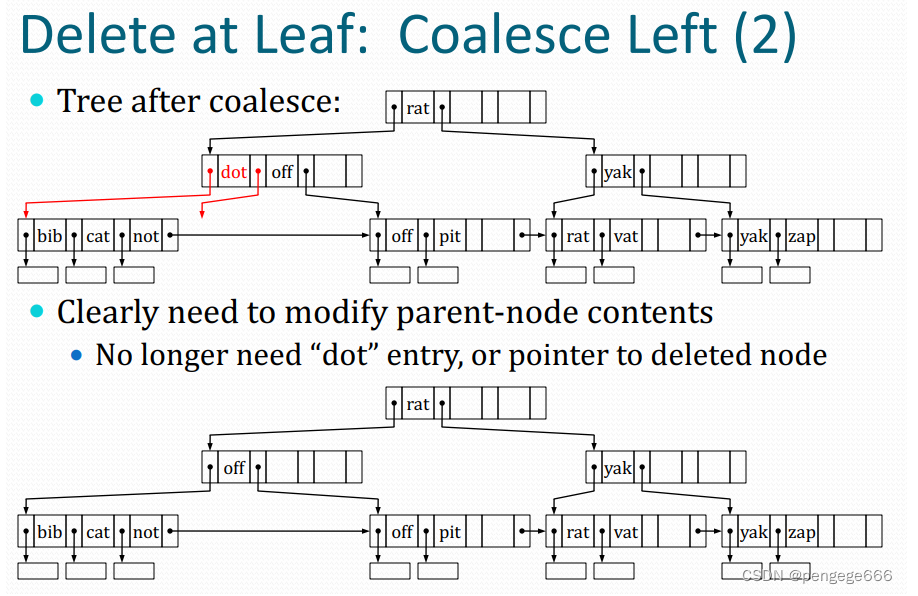 Delete at Leaf: Coalesce Left (2)
• Tree after coalesce:
rat
dot off
yak
bib cat not
off pit
rat vat
yak zap
• Clearly need to modify parent-node contents
• No longer need “dot” entry, or pointer to deleted node
rat
off
yak
bib cat not
off pit
rat vat
yak zap
CSDN @pengege666